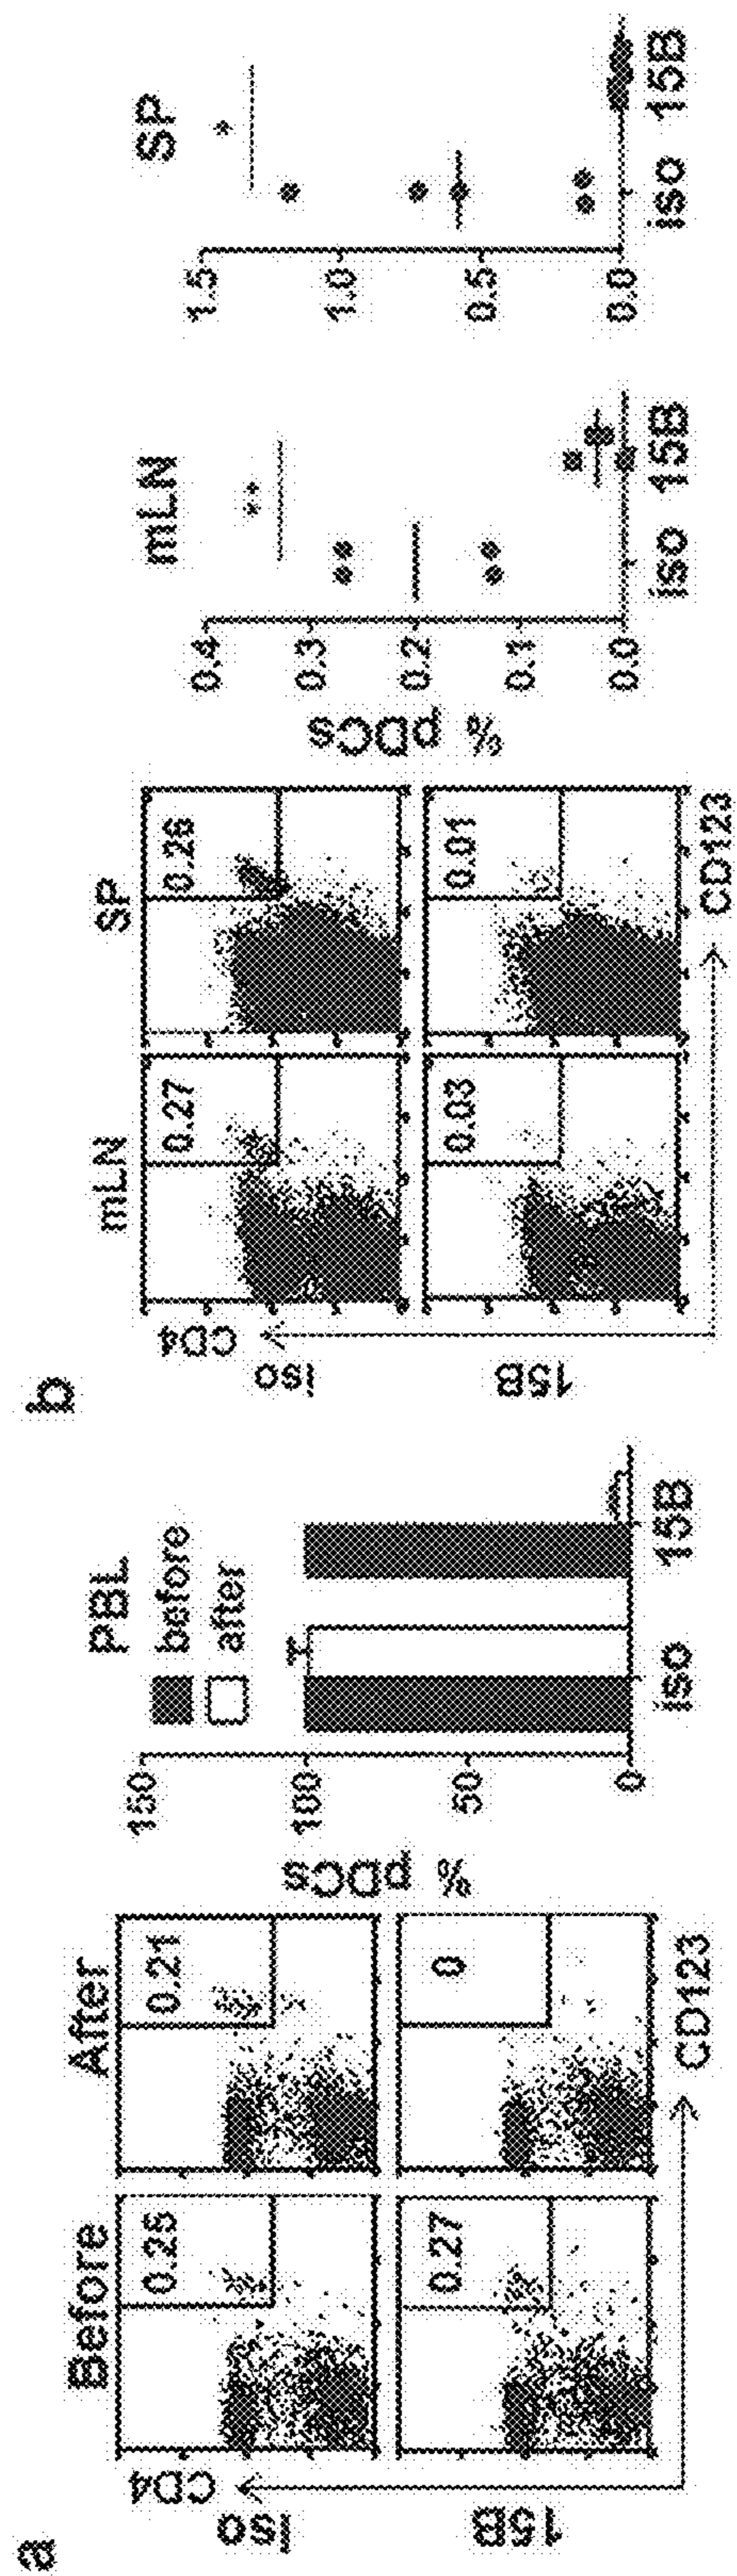 a
Before After
CD4
iso
0.25 0.21
15B
0.27 0
CD123
PBL
before
after
% pDCs
150
100
50
0
iso 15B
b
mLN SP
CD4
iso
0.27 0.26
15B
0.03 0.01
CD123
mLN
**
% pDCs
0.4
0.3
0.2
0.1
0.0
iso 15B
SP
*
1.5
1.0
0.5
0.0
iso 15B